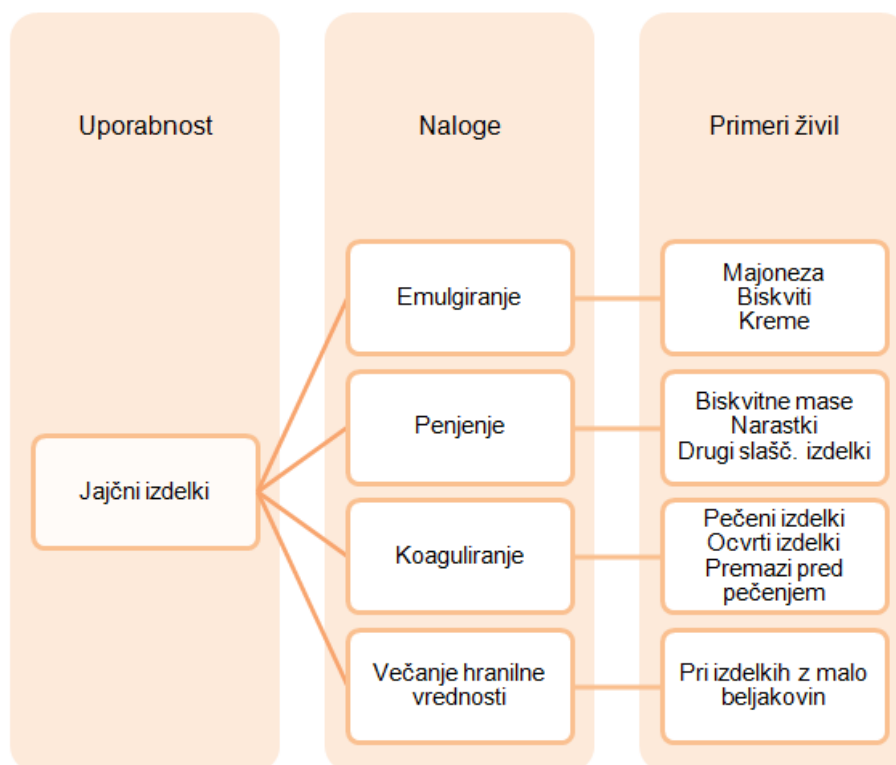 Uporabnost
Naloge
Primeri živil
Jajčni izdelki
Emulgiranje
Majoneza
Biskviti
Kreme
Penjenje
Biskvitne mase
Narastki
Drugi slašč. izdelki
Koaguliranje
Pečeni izdelki
Ocvrti izdelki
Premazi pred
pečenjem
Večanje hranilne
vrednosti
Pri izdelkih z malo
beljakovin